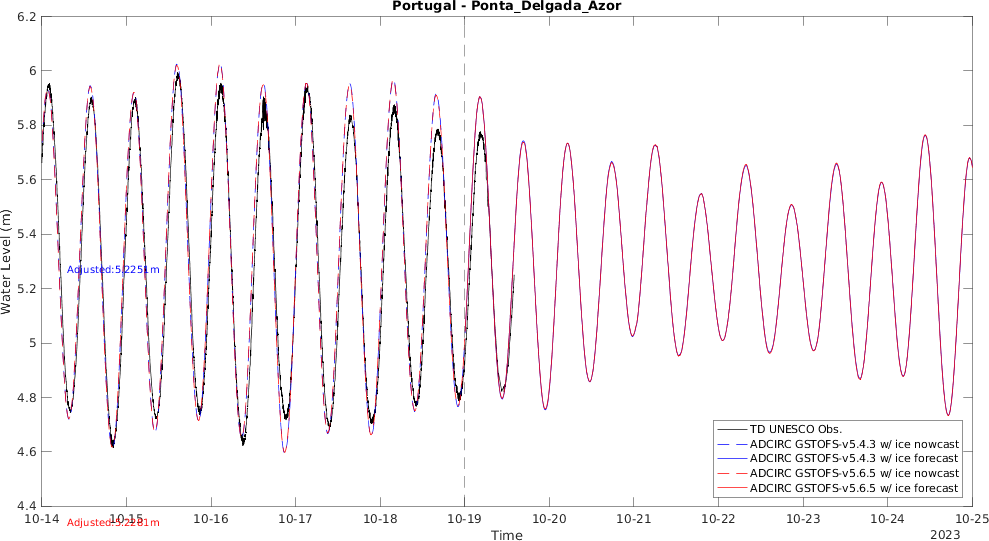 Portugal - Ponta_Delgada_Azor
6.2
6
5.8
5.6
5.4
5.2
5
4.8
4.6
4.4
Water Level (m)
Adjusted:5.2251m
TD UNESCO Obs.
ADCIRC GSTOFS-v5.4.3 w/ ice nowcast
ADCIRC GSTOFS-v5.4.3 w/ ice forecast
ADCIRC GSTOFS-v5.6.5 w/ ice nowcast
ADCIRC GSTOFS-v5.6.5 w/ ice forecast
10-14 10-15 10-16 10-17 10-18 10-19 10-20 10-21 10-22 10-23 10-24 10-25
Adjusted:5.2281m
Time
2023